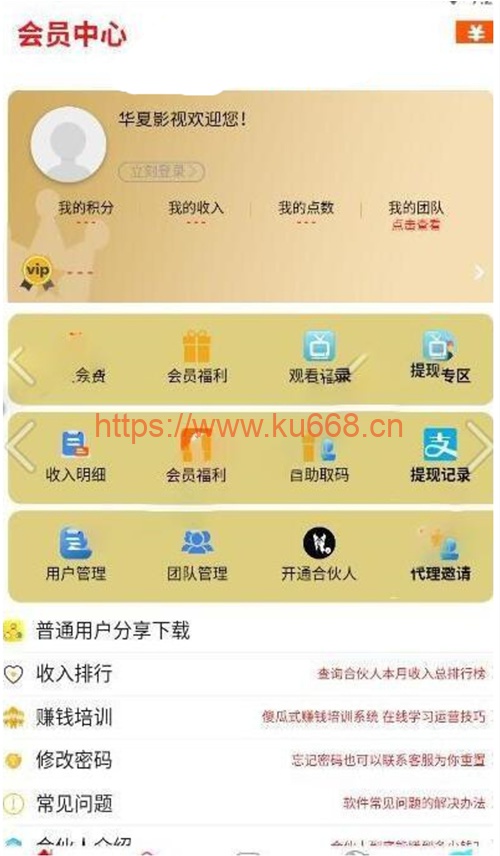 会员中心
¥
华夏影视欢迎您!
立刻登录>
我的积分 我的收入 我的点数 我的团队
--- --- --- 点击查看
vip ---
会员福利 观看记录 提现专区
https://www.ku668.cn
收入明细 会员福利 自助取码 提现记录
用户管理 团队管理 开通合伙人 代理邀请
普通用户分享下载
收入排行 查询合伙人本月收入总排行榜
赚钱培训 傻瓜式赚钱培训系统 在线学习运营技巧
修改密码 忘记密码也可以联系客服为你重置
常见问题 软件常见问题的解决办法
合伙人介绍